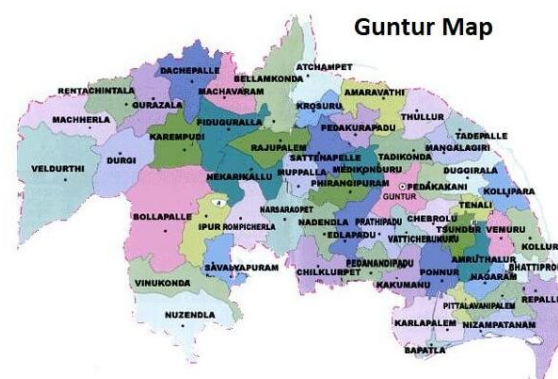 Guntur Map
ATCHAMPET
DACHEPALLE
BELLAMKONDA
RENTACHINTALA
MACHAVARAM
AMARAVATHI
GURAZALA
KROSURU
THULLUR
MACHHERLA
PIDUGURALLA
PEDAKURAPADU
TADEPALLE
KAREMPUDI
RAJUPALEM
SATTENAPELLE
TADIKONDA
MANGALAGIRI
VELDURTHI
DURGI
NEKARIKALLU
MUPPALLA
MEDIKONDURU
DUGGIRALA
PHIRANGIPURAM
PEDAKAKANI
KOLLIPARA
GUNTUR
TENALI
BOLLAPALLE
IPUR
ROMPICHERLA
NARSARAOPET
NADENDLA
PRATHIPADU
CHEBROLU
TSUNDUR
VEMURU
EDLAPADU
VATTICHERUKURU
KOLLUR
SAVALYAPURAM
CHILKLURPET
PEDANANDIPADU
AMRUTHALUR
BHATTIPROL
VINUKONDA
KAKUMANU
PONNUR
NAGARAM
PITTALAVANIPALEM
REPALLE
NUZENDLA
KARLAPALEM
NIZAMPATANAM
BAPATLA